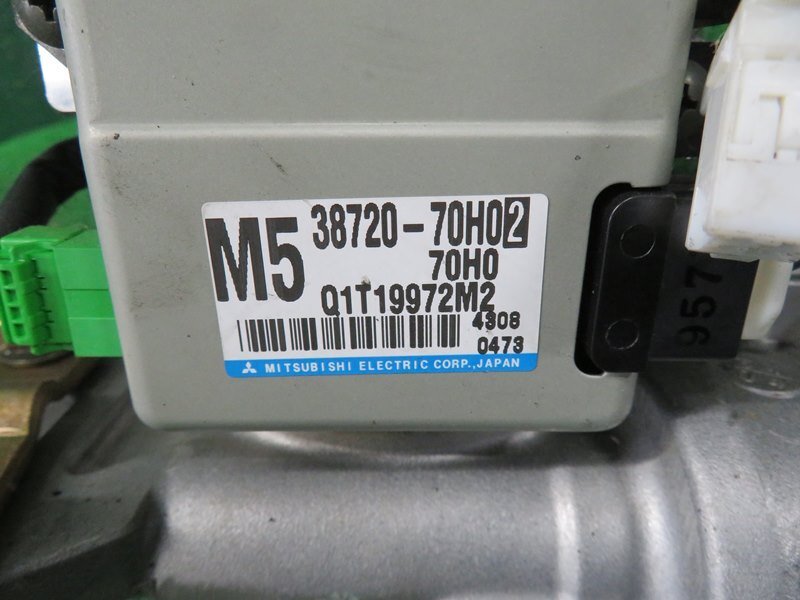 M5
38720-70H02
70H0
Q1T19972M2
4308
0473
MITSUBISHI ELECTRIC CORP.,JAPAN
957